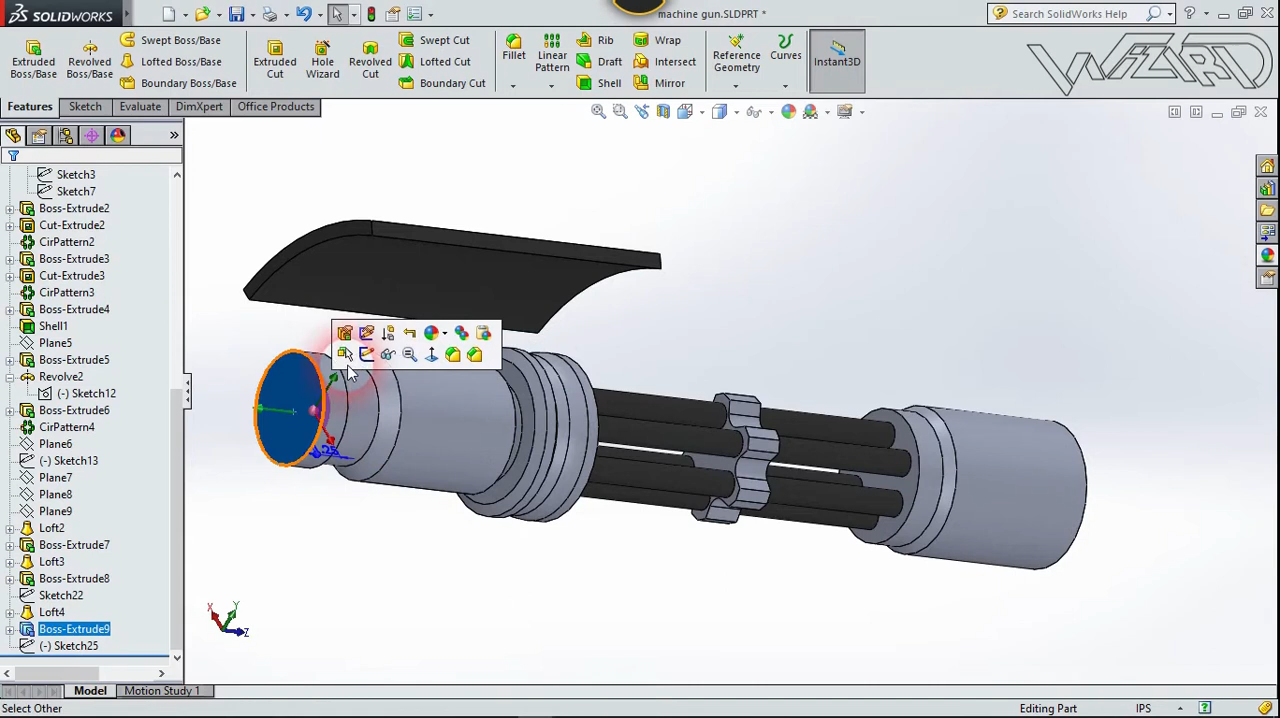 SOLIDWORKS
machine gun.SLDPRT *
Search SolidWorks Help
Extruded Boss/Base
Revolved Boss/Base
Swept Boss/Base
Lofted Boss/Base
Boundary Boss/Base
Extruded Cut
Hole Wizard
Revolved Cut
Swept Cut
Lofted Cut
Boundary Cut
Fillet
Linear Pattern
Rib
Draft
Shell
Wrap
Intersect
Mirror
Reference Geometry
Curves
Instant3D
WIZARD
Features
Sketch
Evaluate
DimXpert
Office Products
Sketch3
Sketch7
Boss-Extrude2
Cut-Extrude2
CirPattern2
Boss-Extrude3
Cut-Extrude3
CirPattern3
Boss-Extrude4
Shell1
Plane5
Boss-Extrude5
Revolve2
(-) Sketch12
Boss-Extrude6
CirPattern4
Plane6
(-) Sketch13
Plane7
Plane8
Plane9
Loft2
Boss-Extrude7
Loft3
Boss-Extrude8
Sketch22
Loft4
Boss-Extrude9
(-) Sketch25
X
Y
Z
Model
Motion Study 1
Select Other
Editing Part
IPS